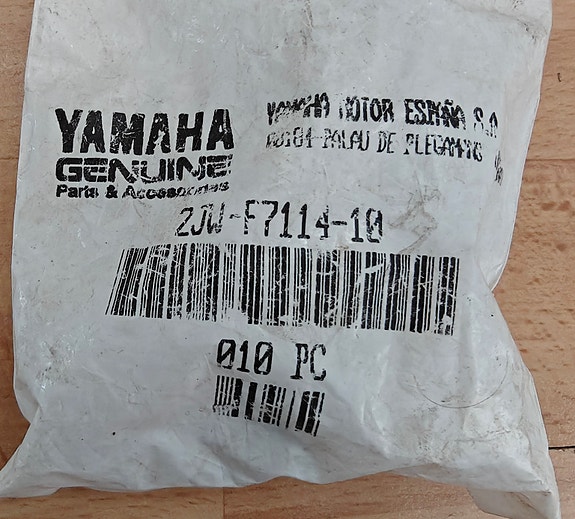 YAMAHA
GENUINE
Parts & Accessories
YAMAHA MOTOR ESPAÑA S.A
08184-PALAU DE PLEGAMANS
2JW-F7114-10
010 PC